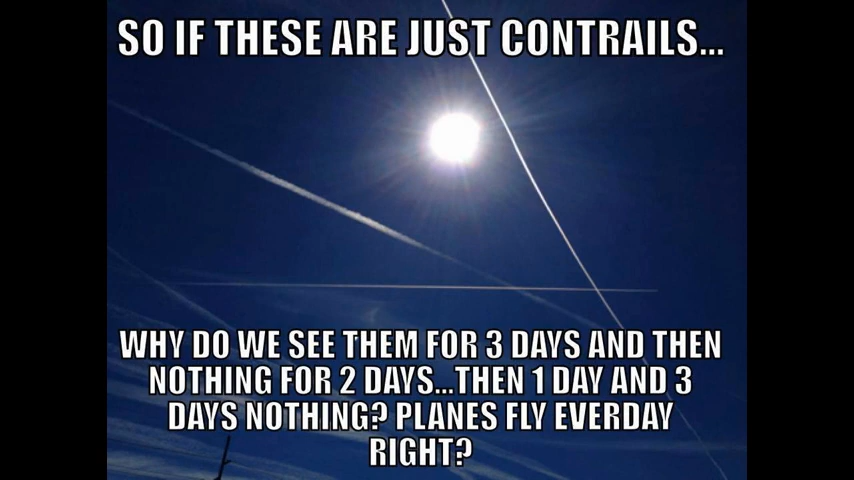 SO IF THESE ARE JUST CONTRAILS...
WHY DO WE SEE THEM FOR 3 DAYS AND THEN
NOTHING FOR 2 DAYS...THEN 1 DAY AND 3
DAYS NOTHING? PLANES FLY EVERDAY
RIGHT?